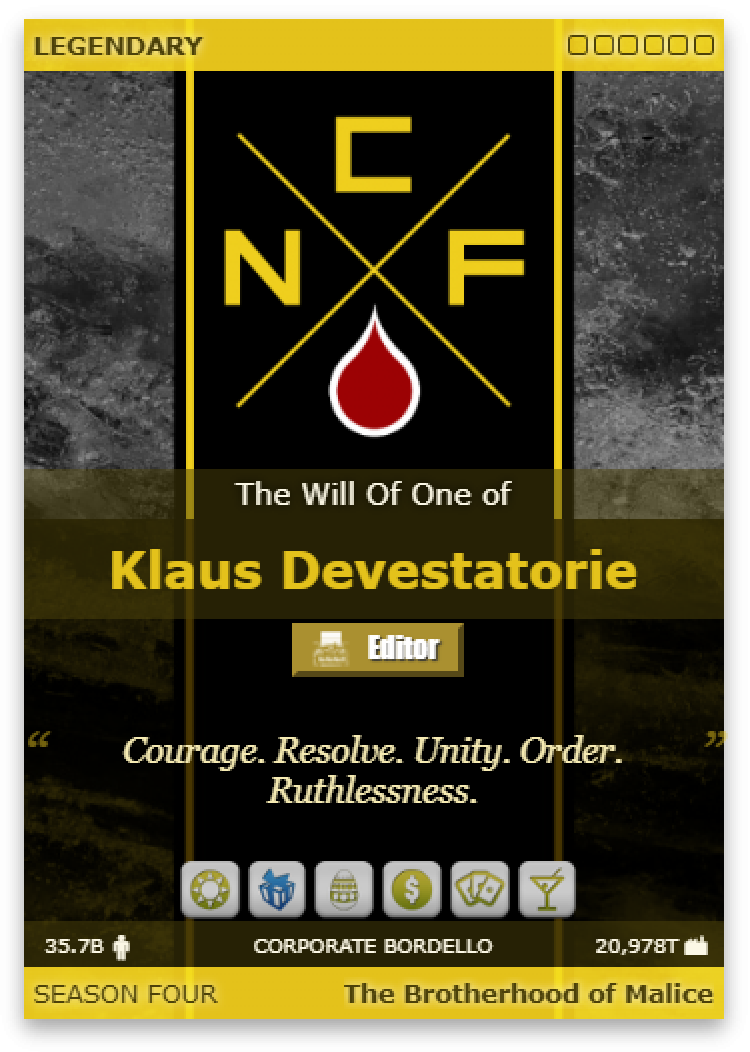 LEGENDARY
C
N F
The Will Of One of
Klaus Devestatorie
Editor
“ Courage. Resolve. Unity. Order. ”
Ruthlessness.
$
35.7B CORPORATE BORDELLO 20,978T
SEASON FOUR The Brotherhood of Malice